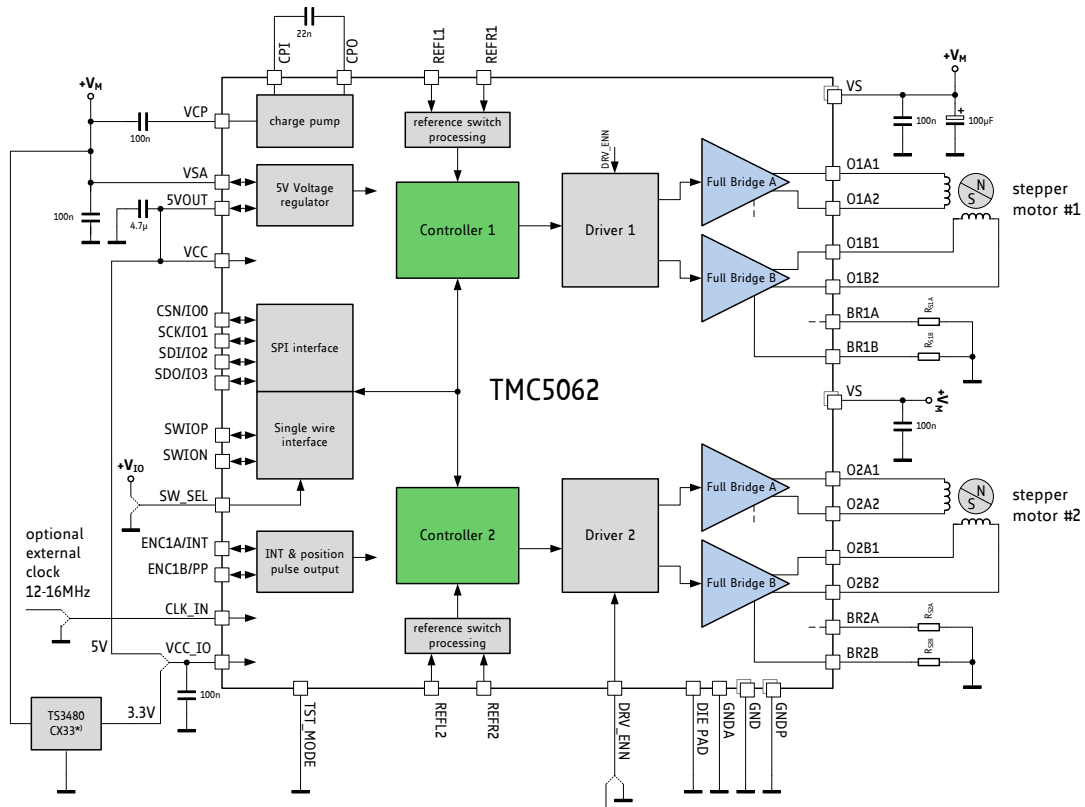 22n
CPI
CPO
REFL1
REFR1
+VM
VCP
100n
charge pump
reference switch
processing
VS
+VM
100n
+
100µF
VSA
5VOUT
100n
4.7µ
VCC
5V Voltage
regulator
Controller 1
DRV_ENN
Driver 1
Full Bridge A
Full Bridge B
O1A1
O1A2
O1B1
O1B2
BR1A
RS1A
BR1B
RS1B
N
S
stepper
motor #1
CSN/IO0
SCK/IO1
SDI/IO2
SDO/IO3
SPI interface
TMC5062
VS
+VM
100n
SWIOP
SWION
Single wire
interface
+VIO
SW_SEL
Controller 2
Driver 2
Full Bridge A
Full Bridge B
O2A1
O2A2
O2B1
O2B2
BR2A
RS2A
BR2B
RS2B
N
S
stepper
motor #2
optional
external
clock
12-16MHz
ENC1A/INT
ENC1B/PP
INT & position
pulse output
CLK_IN
reference switch
processing
5V
VCC_IO
100n
3.3V
TS3480
CX33*)
TST_MODE
REFL2
REFR2
DRV_ENN
DIE PAD
GNDA
GND
GNDP